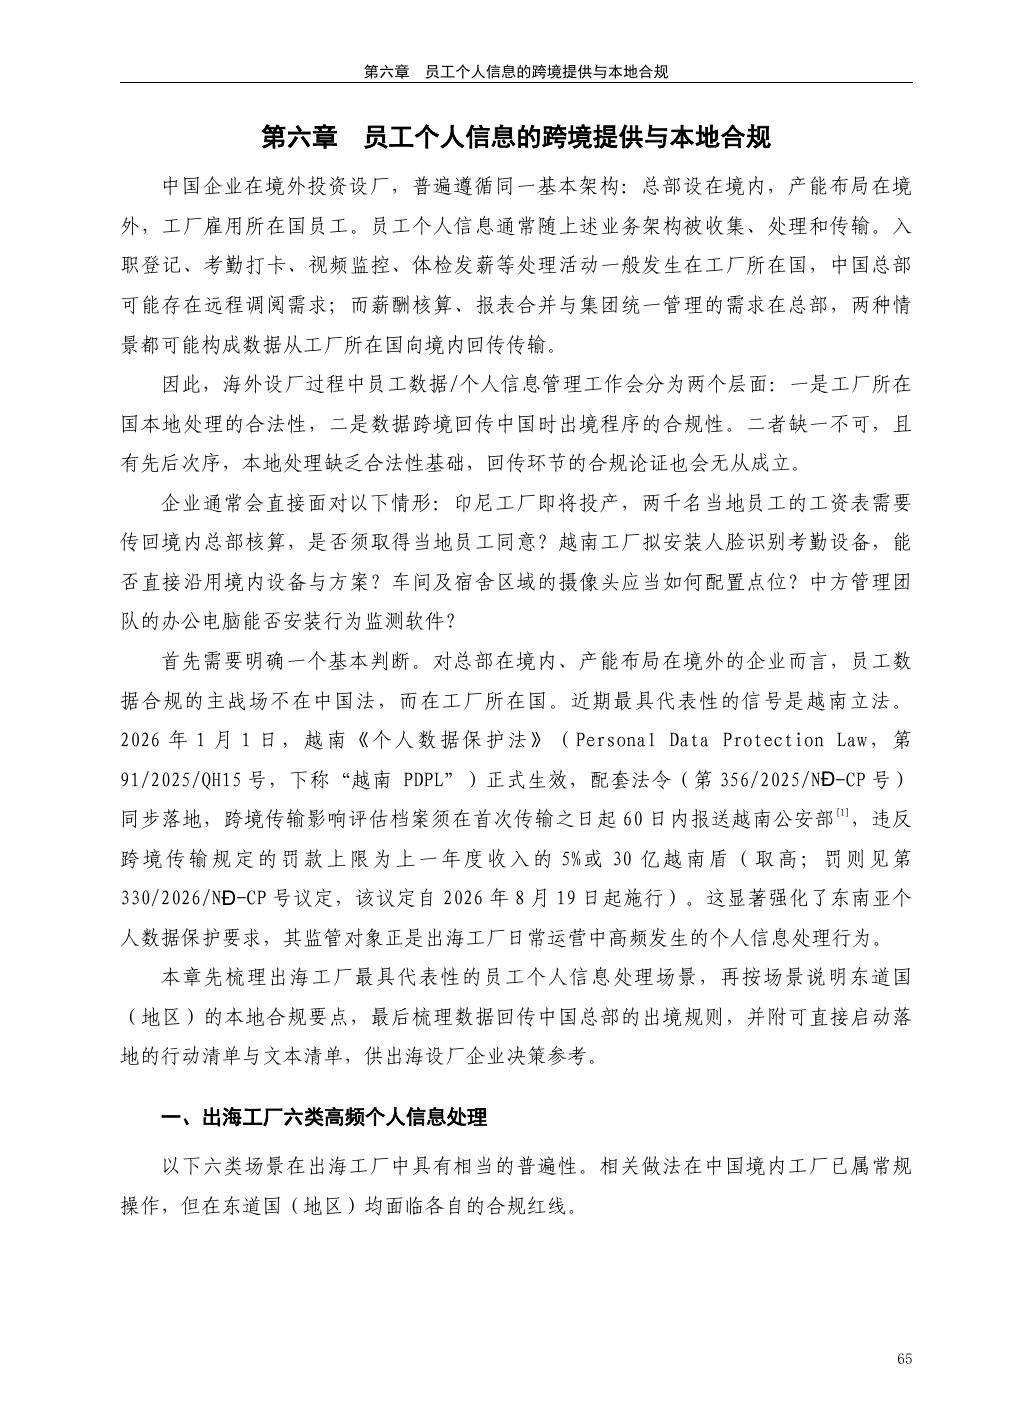 第六章　员工个人信息的跨境提供与本地合规
第六章　员工个人信息的跨境提供与本地合规
中国企业在境外投资设厂，普遍遵循同一基本架构：总部设在境内，产能布局在境
外，工厂雇用所在国员工。员工个人信息通常随上述业务架构被收集、处理和传输。入
职登记、考勤打卡、视频监控、体检发薪等处理活动一般发生在工厂所在国，中国总部
可能存在远程调阅需求；而薪酬核算、报表合并与集团统一管理的需求在总部，两种情
景都可能构成数据从工厂所在国向境内回传传输。
因此，海外设厂过程中员工数据/个人信息管理工作会分为两个层面：一是工厂所在
国本地处理的合法性，二是数据跨境回传中国时出境程序的合规性。二者缺一不可，且
有先后次序，本地处理缺乏合法性基础，回传环节的合规论证也会无从成立。
企业通常会直接面对以下情形：印尼工厂即将投产，两千名当地员工的工资表需要
传回境内总部核算，是否须取得当地员工同意？越南工厂拟安装人脸识别考勤设备，能
否直接沿用境内设备与方案？车间及宿舍区域的摄像头应当如何配置点位？中方管理团
队的办公电脑能否安装行为监测软件？
首先需要明确一个基本判断。对总部在境内、产能布局在境外的企业而言，员工数
据合规的主战场不在中国法，而在工厂所在国。近期最具代表性的信号是越南立法。
2026 年 1 月 1 日，越南《个人数据保护法》（Personal Data Protection Law，第
91/2025/QH15 号，下称“越南 PDPL”）正式生效，配套法令（第 356/2025/NĐ-CP 号）
同步落地，跨境传输影响评估档案须在首次传输之日起 60 日内报送越南公安部[1]，违反
跨境传输规定的罚款上限为上一年度收入的 5%或 30 亿越南盾（取高；罚则见第
330/2026/NĐ-CP 号议定，该议定自 2026 年 8 月 19 日起施行）。这显著强化了东南亚个
人数据保护要求，其监管对象正是出海工厂日常运营中高频发生的个人信息处理行为。
本章先梳理出海工厂最具代表性的员工个人信息处理场景，再按场景说明东道国
（地区）的本地合规要点，最后梳理数据回传中国总部的出境规则，并附可直接启动落
地的行动清单与文本清单，供出海设厂企业决策参考。
一、出海工厂六类高频个人信息处理
以下六类场景在出海工厂中具有相当的普遍性。相关做法在中国境内工厂已属常规
操作，但在东道国（地区）均面临各自的合规红线。
65